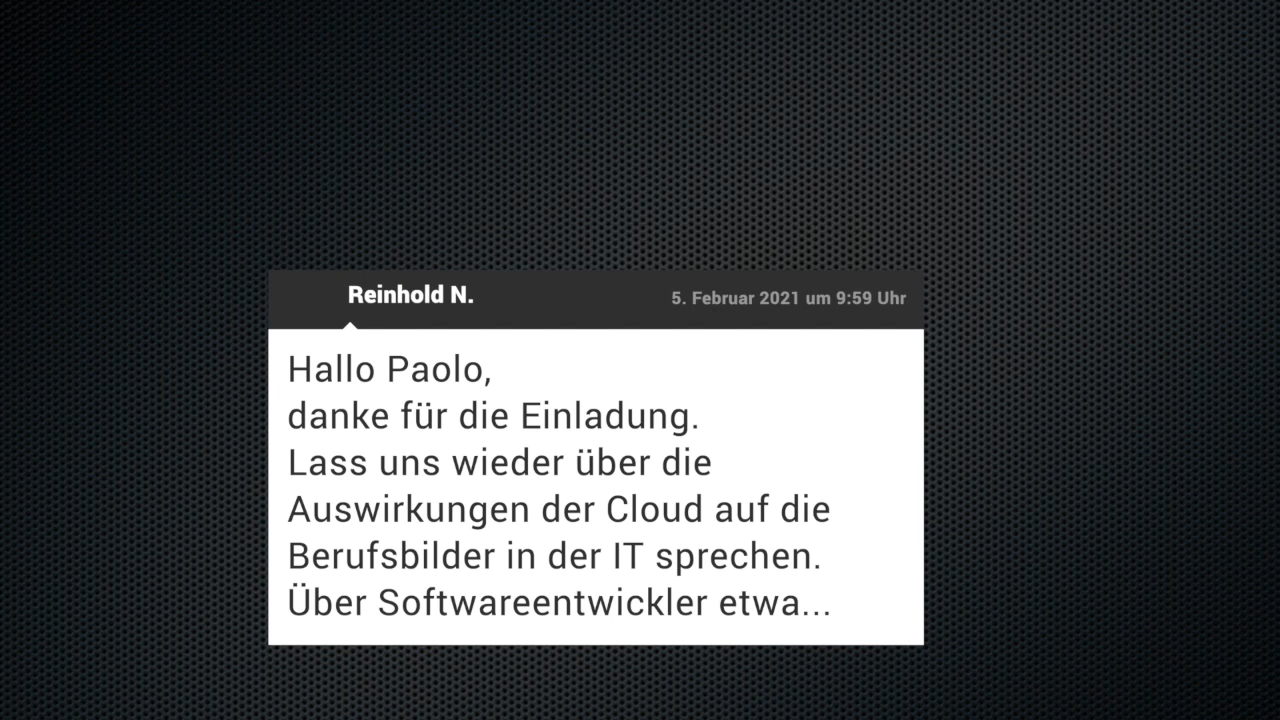 Reinhold N.
5. Februar 2021 um 9:59 Uhr
Hallo Paolo,
danke für die Einladung.
Lass uns wieder über die
Auswirkungen der Cloud auf die
Berufsbilder in der IT sprechen.
Über Softwareentwickler etwa...